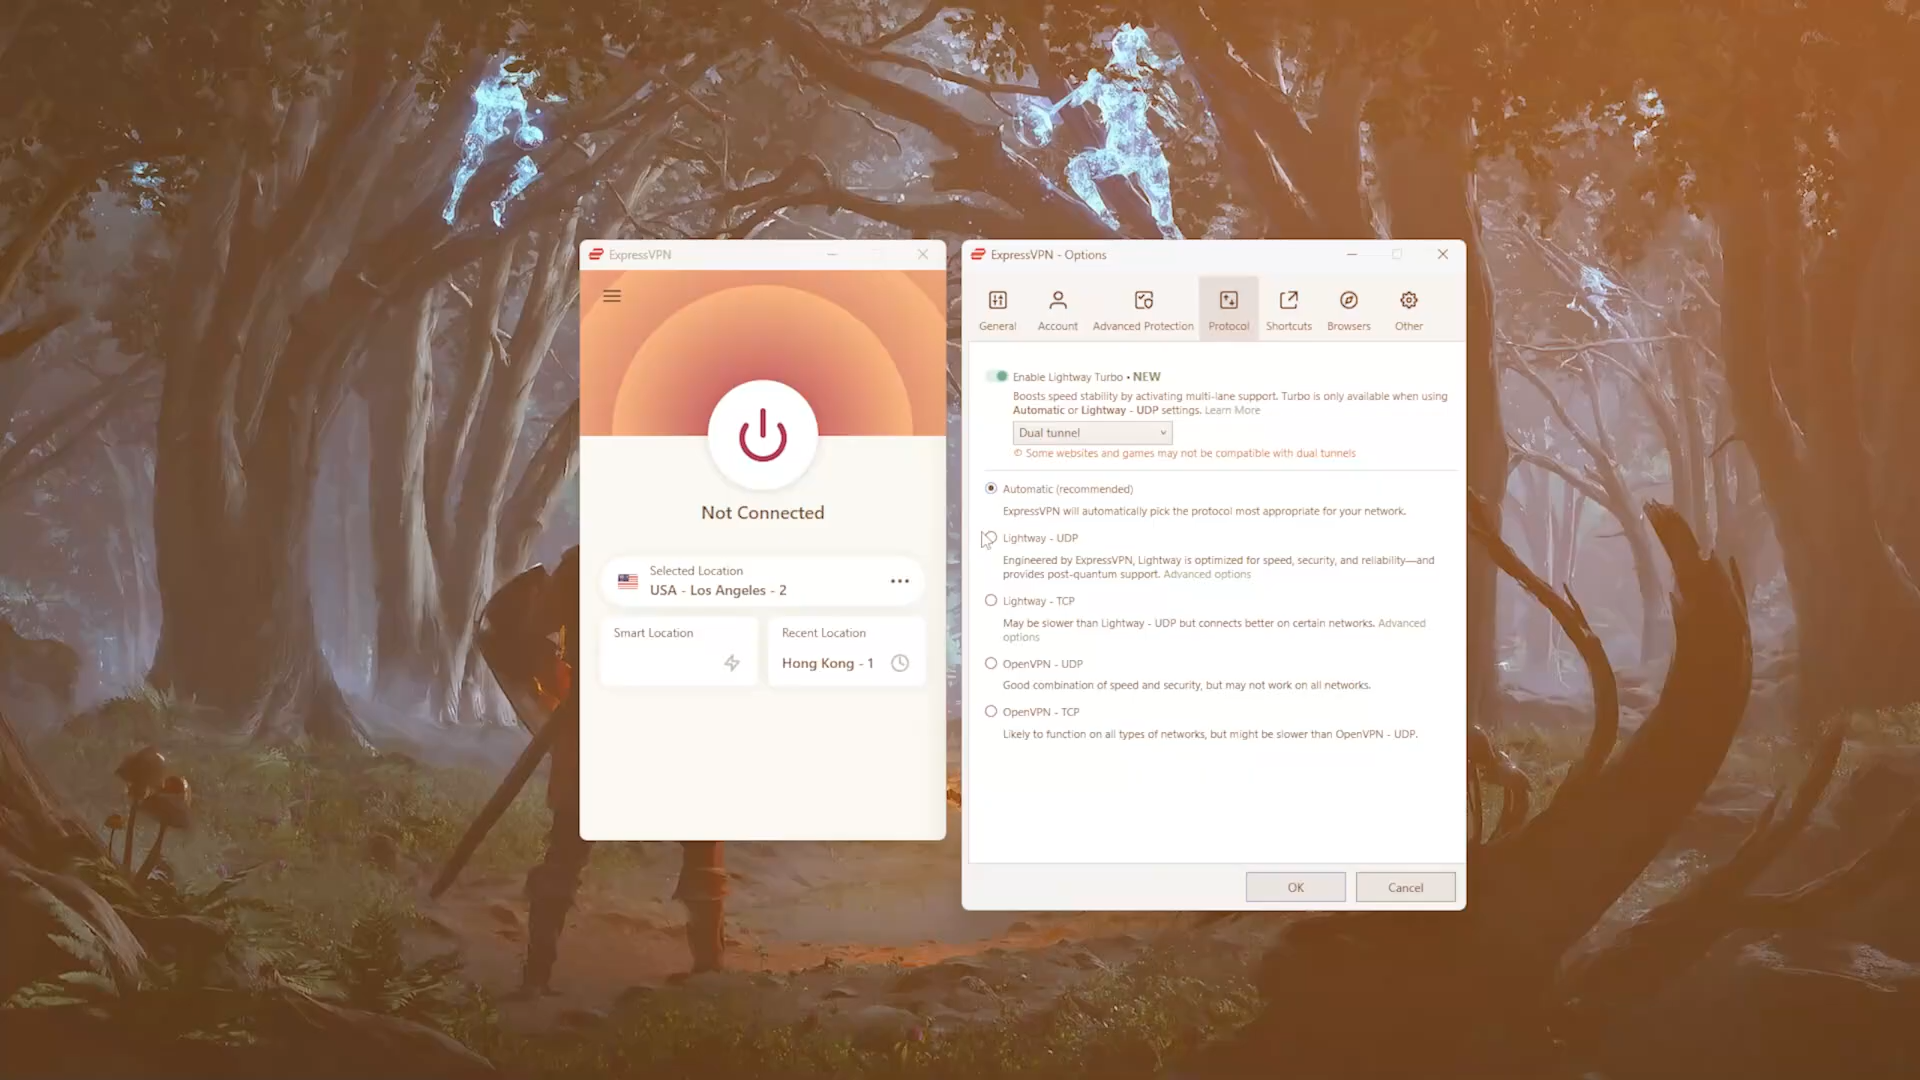 ExpressVPN
Not Connected
Selected Location
USA - Los Angeles - 2
Smart Location
Recent Location
Hong Kong - 1
ExpressVPN - Options
General
Account
Advanced Protection
Protocol
Shortcuts
Browsers
Other
Enable Lightway Turbo • NEW
Boosts speed stability by activating multi-lane support. Turbo is only available when using
Automatic or Lightway - UDP settings. Learn More
Dual tunnel
Some websites and games may not be compatible with dual tunnels
Automatic (recommended)
ExpressVPN will automatically pick the protocol most appropriate for your network.
Lightway - UDP
Engineered by ExpressVPN, Lightway is optimized for speed, security, and reliability—and
provides post-quantum support. Advanced options
Lightway - TCP
May be slower than Lightway - UDP but connects better on certain networks. Advanced
options
OpenVPN - UDP
Good combination of speed and security, but may not work on all networks.
OpenVPN - TCP
Likely to function on all types of networks, but might be slower than OpenVPN - UDP.
OK
Cancel